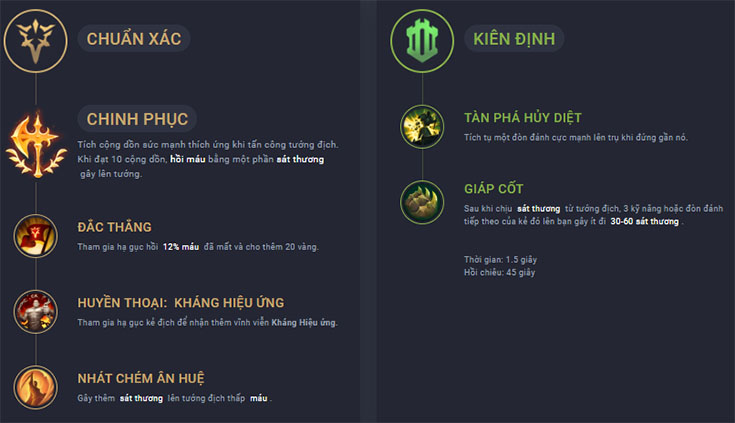 CHUẨN XÁC
CHINH PHỤC
Tích cộng dồn sức mạnh thích ứng khi tấn công tướng địch.
Khi đạt 10 cộng dồn, hồi máu bằng một phần sát thương
gây lên tướng.
ĐẮC THẮNG
Tham gia hạ gục hồi 12% máu đã mất và cho thêm 20 vàng.
HUYỀN THOẠI: KHÁNG HIỆU ỨNG
Tham gia hạ gục kẻ địch để nhận thêm vĩnh viễn Kháng Hiệu ứng.
NHÁT CHÉM ÂN HUỆ
Gây thêm sát thương lên tướng địch thấp máu .
KIÊN ĐỊNH
TÀN PHÁ HỦY DIỆT
Tích tụ một đòn đánh cực mạnh lên trụ khi đứng gần nó.
GIÁP CỐT
Sau khi chịu sát thương từ tướng địch, 3 kỹ năng hoặc đòn đánh
tiếp theo của kẻ đó lên bạn gây ít đi 30-60 sát thương .
Thời gian: 1.5 giây
Hồi chiêu: 45 giây